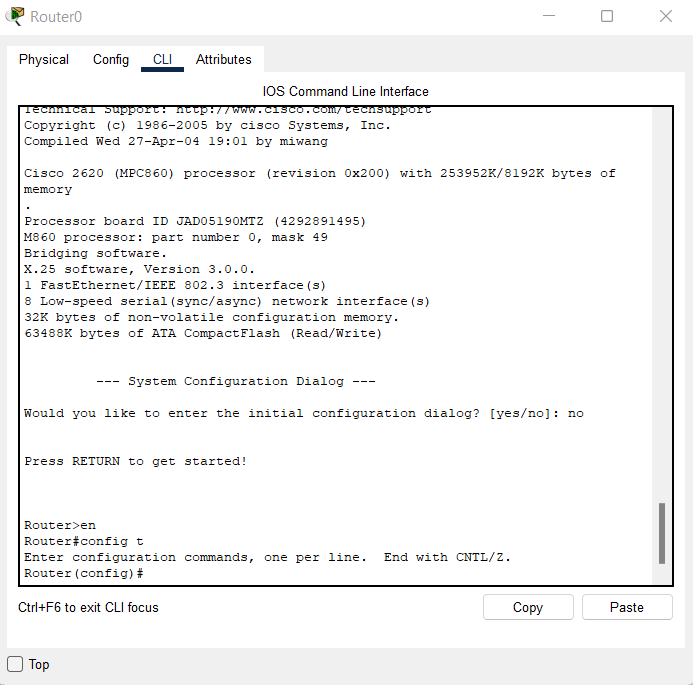 Router0
Physical Config CLI Attributes
IOS Command Line Interface
Technical Support: http://www.cisco.com/techsupport
Copyright (c) 1986-2005 by cisco Systems, Inc.
Compiled Wed 27-Apr-04 19:01 by miwang
Cisco 2620 (MPC860) processor (revision 0x200) with 253952K/8192K bytes of
memory
.
Processor board ID JAD05190MTZ (4292891495)
M860 processor: part number 0, mask 49
Bridging software.
X.25 software, Version 3.0.0.
1 FastEthernet/IEEE 802.3 interface(s)
8 Low-speed serial(sync/async) network interface(s)
32K bytes of non-volatile configuration memory.
63488K bytes of ATA CompactFlash (Read/Write)
--- System Configuration Dialog ---
Would you like to enter the initial configuration dialog? [yes/no]: no
Press RETURN to get started!
Router>en
Router#config t
Enter configuration commands, one per line.  End with CNTL/Z.
Router(config)#
Ctrl+F6 to exit CLI focus
Copy Paste
Top